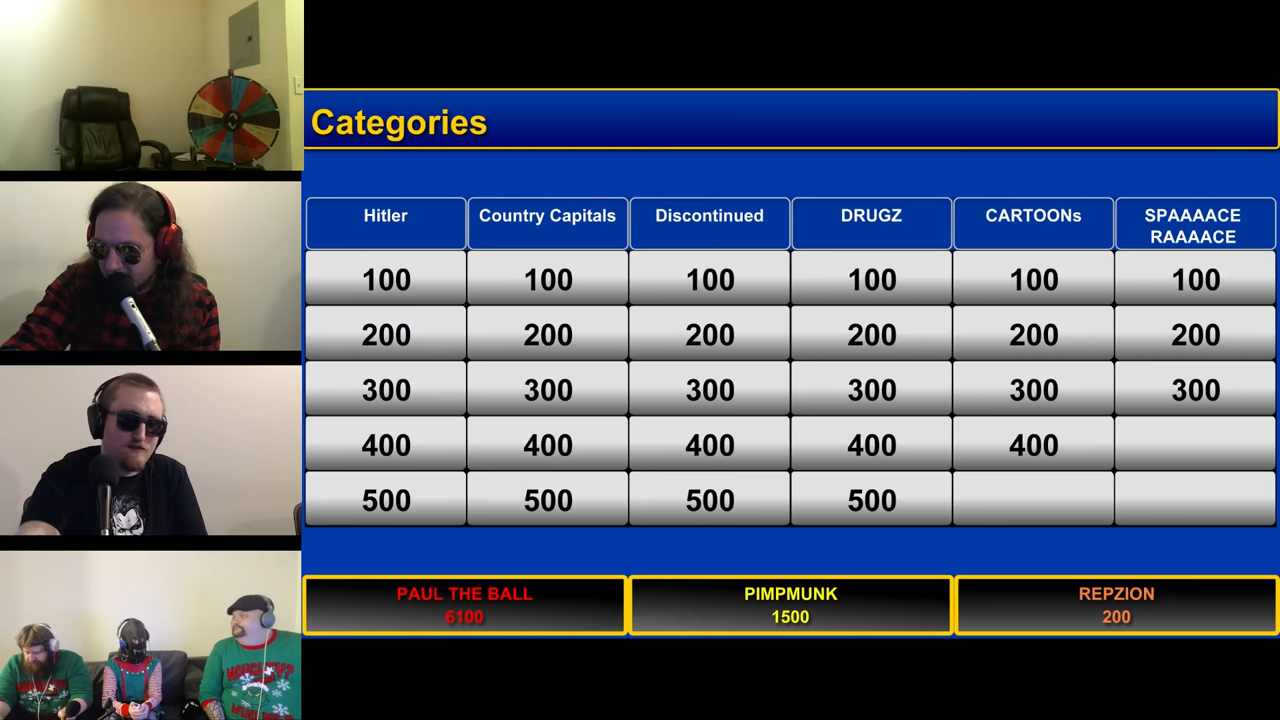 Categories
Hitler Country Capitals Discontinued DRUGZ CARTOONs SPAAAACE
RAAAACE
100 100 100 100 100 100
200 200 200 200 200 200
300 300 300 300 300 300
400 400 400 400 400
500 500 500 500
PAUL THE BALL PIMPMUNK REPZION
6100 1500 200
NAUGHTY?